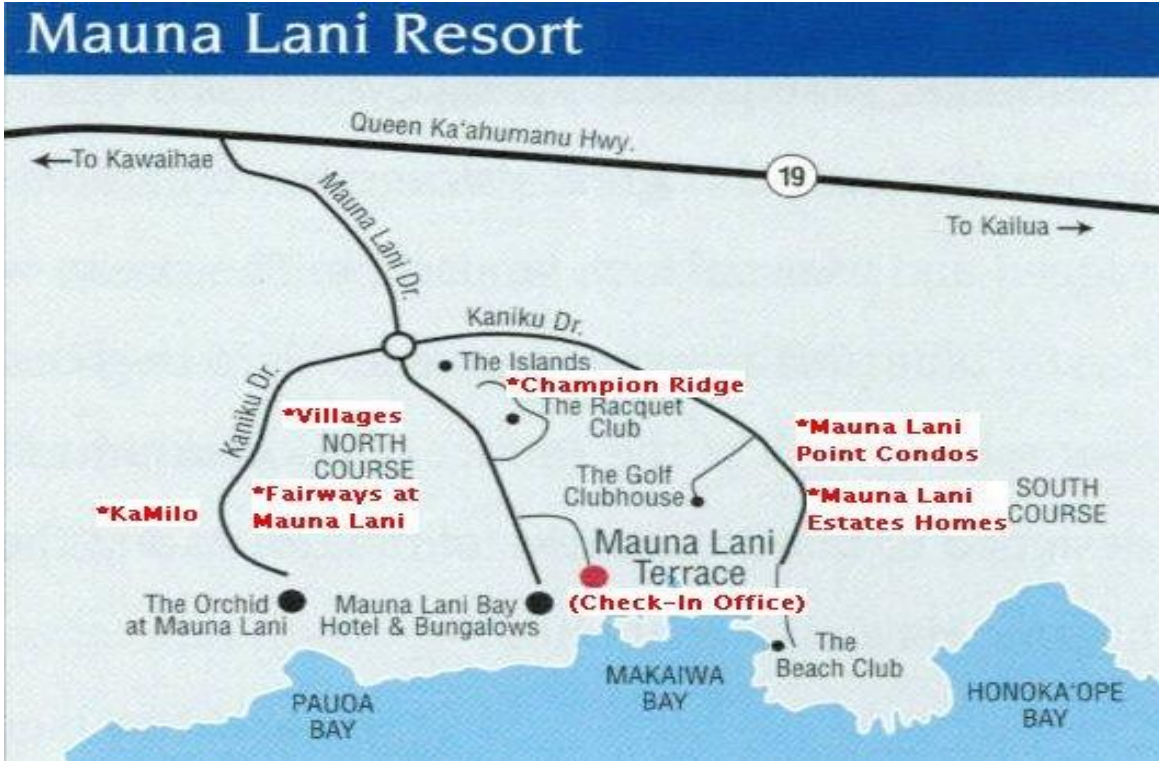 Mauna Lani Resort
Queen Ka'ahumanu Hwy.
To Kawaihae
19
To Kailua
Mauna Lani Dr.
Kaniku Dr.
Kaniku Dr.
The Islands
*Champion Ridge
The Racquet
Club
*Villages
NORTH
COURSE
*Mauna Lani
Point Condos
The Golf
Clubhouse
*Fairways at
Mauna Lani
*KaMilo
*Mauna Lani
Estates Homes
SOUTH
COURSE
Mauna Lani
Terrace
(Check-In Office)
The Orchid
at Mauna Lani
Mauna Lani Bay
Hotel & Bungalows
The
Beach Club
PAUOA
BAY
MAKAIWA
BAY
HONOKA'OPE
BAY